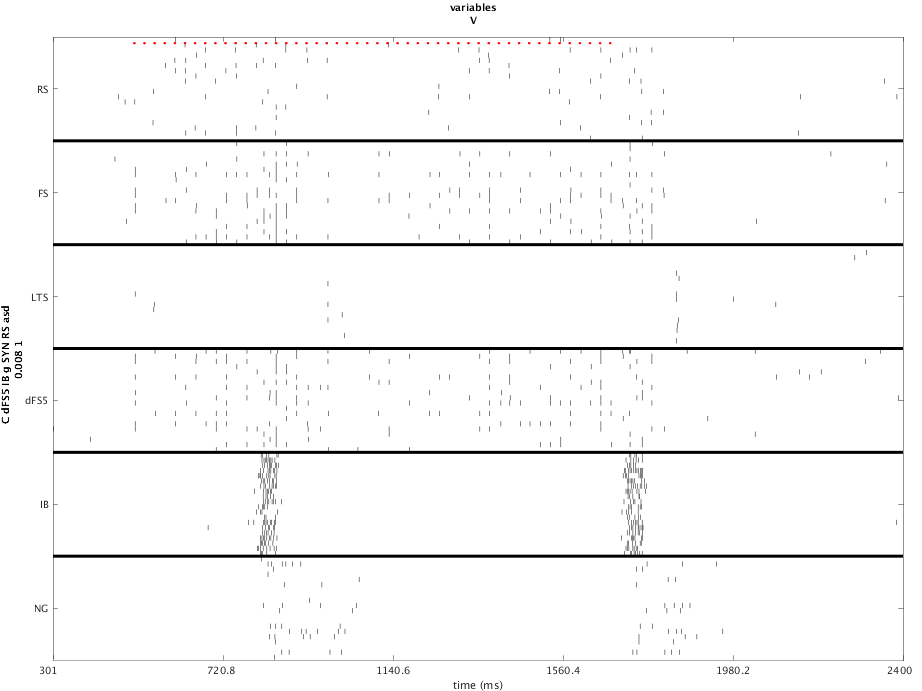 variables
V
RS
FS
LTS
dFS5
IB
NG
C dFS5 IB g SYN RS asd
0.008 1
301
720.8
1140.6
1560.4
1980.2
2400
time (ms)